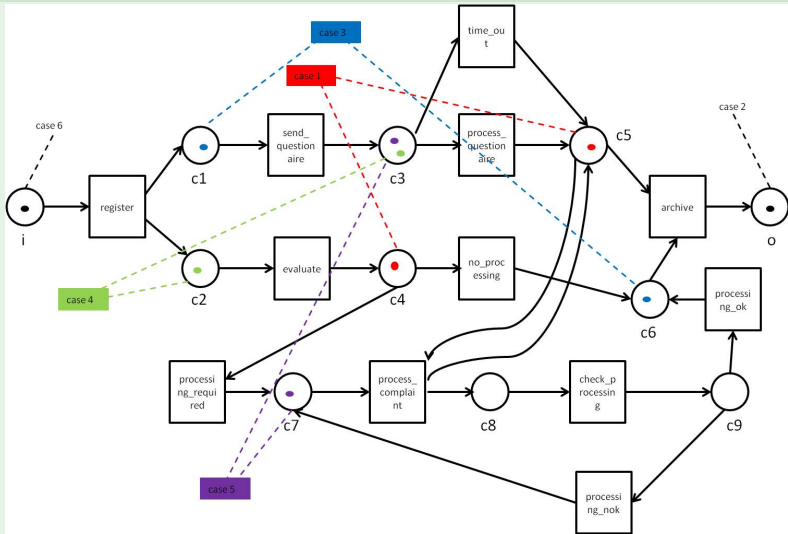 time_ou
t
case 3
case 1
case 6
case 2
send_
question
aire
process_
question
aire
c5
c1
c3
register
archive
i
o
evaluate
no_pro
cessing
c2
c4
case 4
c6
processi
ng_ok
processi
ng_requi
red
process_
complai
nt
check_p
rocessin
g
c7
c8
c9
case 5
processi
ng_nok